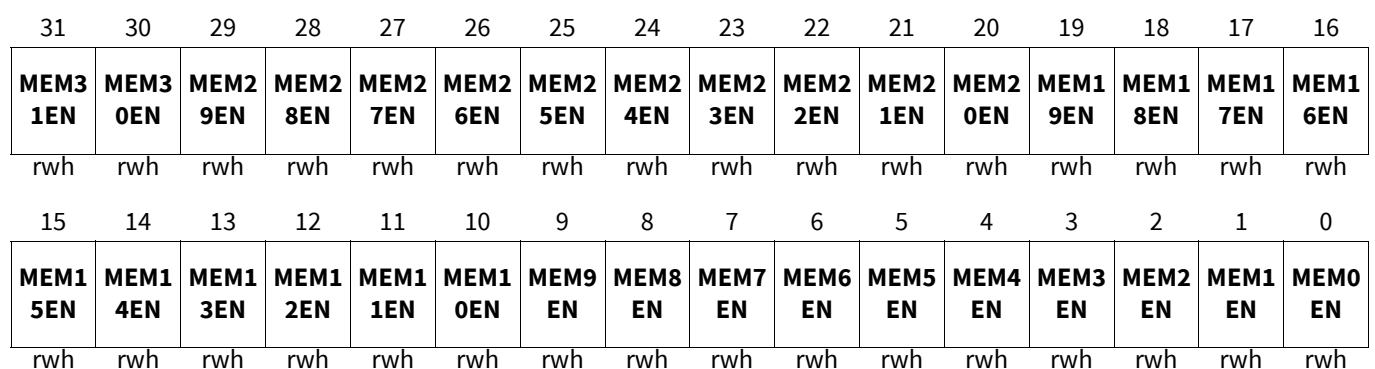 31 30 29 28 27 26 25 24 23 22 21 20 19 18 17 16
MEM3 MEM3 MEM2 MEM2 MEM2 MEM2 MEM2 MEM2 MEM2 MEM2 MEM2 MEM2 MEM1 MEM1 MEM1 MEM1
1EN 0EN 9EN 8EN 7EN 6EN 5EN 4EN 3EN 2EN 1EN 0EN 9EN 8EN 7EN 6EN
rwh rwh rwh rwh rwh rwh rwh rwh rwh rwh rwh rwh rwh rwh rwh rwh
15 14 13 12 11 10 9 8 7 6 5 4 3 2 1 0
MEM1 MEM1 MEM1 MEM1 MEM1 MEM1 MEM9 MEM8 MEM7 MEM6 MEM5 MEM4 MEM3 MEM2 MEM1 MEM0
5EN 4EN 3EN 2EN 1EN 0EN EN EN EN EN EN EN EN EN EN EN
rwh rwh rwh rwh rwh rwh rwh rwh rwh rwh rwh rwh rwh rwh rwh rwh